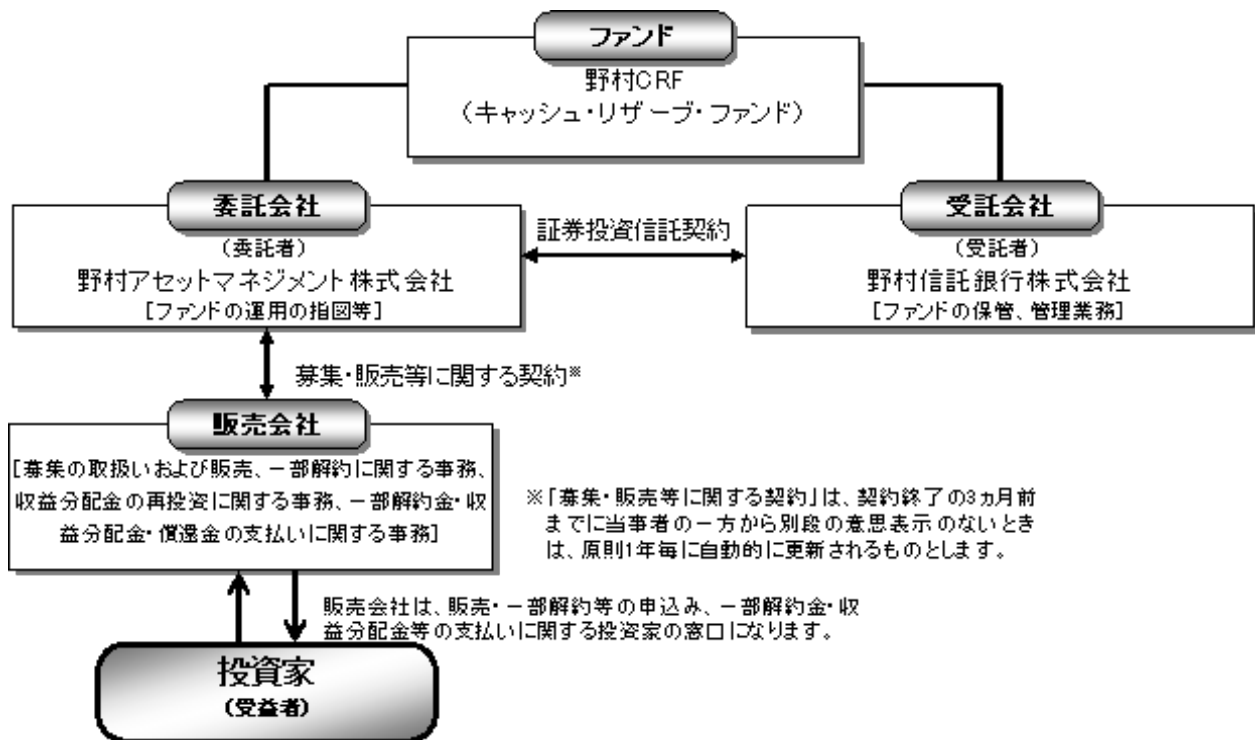 ファンド
野村CRF
（キャッシュ・リザーブ・ファンド）
委託会社
（委託者）
野村アセットマネジメント株式会社
[ファンドの運用の指図等]
証券投資信託契約
受託会社
（受託者）
野村信託銀行株式会社
[ファンドの保管、管理業務]
募集・販売等に関する契約※
販売会社
[募集の取扱いおよび販売、一部解約に関する事務、
収益分配金の再投資に関する事務、一部解約金・収
益分配金・償還金の支払いに関する事務]
※「募集・販売等に関する契約」は、契約終了の3ヵ月前
までに当事者の一方から別段の意思表示のないとき
は、原則1年毎に自動的に更新されるものとします。
販売会社は、販売・一部解約等の申込み、一部解約金・収
益分配金等の支払いに関する投資家の窓口になります。
投資家
（受益者）